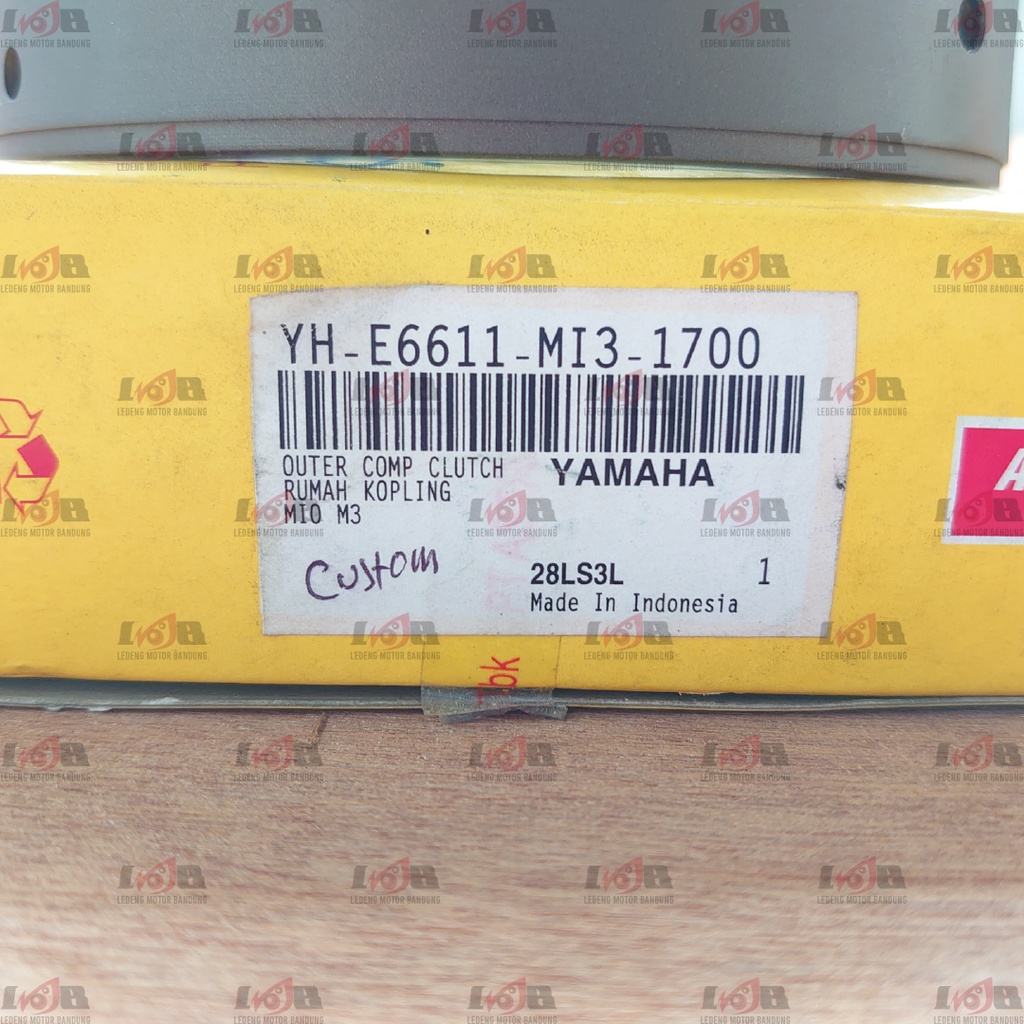 YH-E6611-MI3-1700
OUTER COMP CLUTCH YAMAHA
RUMAH KOPLING
MIO M3
Custom
28LS3L 1
Made In Indonesia
Tbk
A
LEDENG MOTOR BANDUNG